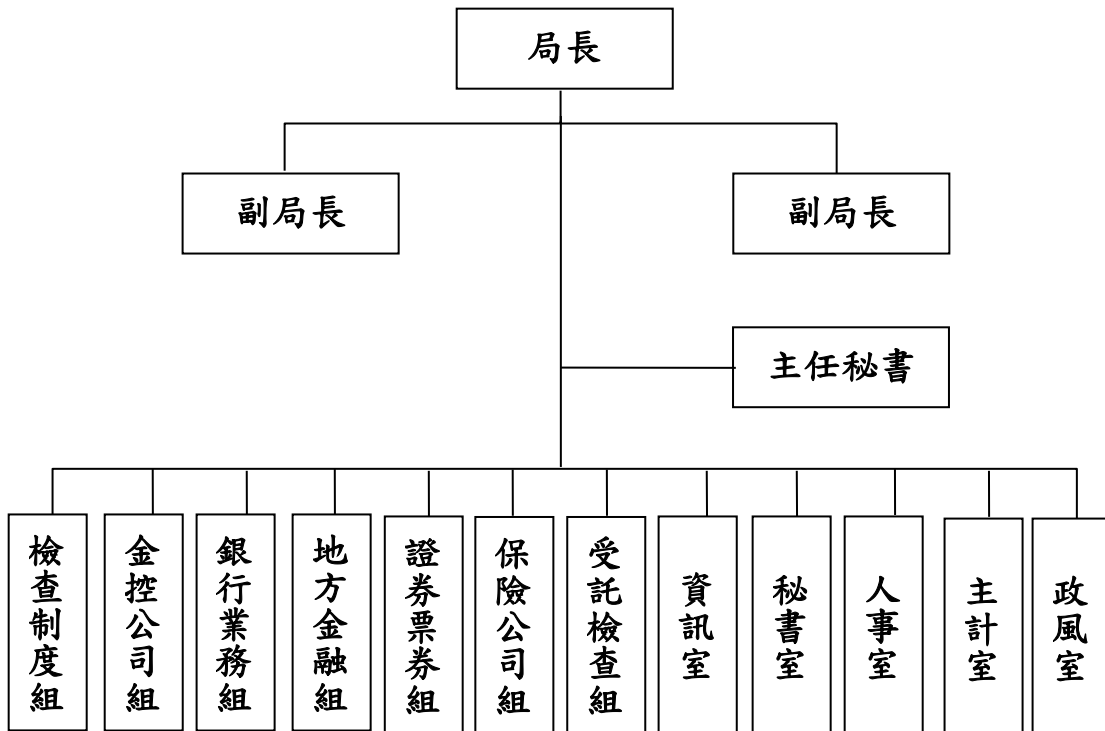 局長
副局長
副局長
主任秘書
檢查制度組
金控公司組
銀行業務組
地方金融組
證券票券組
保險公司組
受託檢查組
資訊室
秘書室
人事室
主計室
政風室